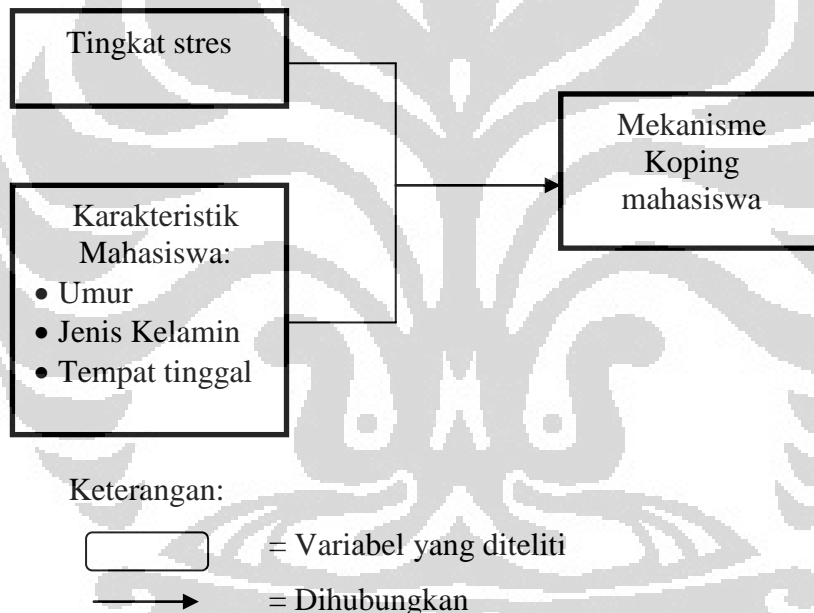 Tingkat stres
Mekanisme
Koping
mahasiswa
Karakteristik
Mahasiswa:
• Umur
• Jenis Kelamin
• Tempat tinggal
Keterangan:
= Variabel yang diteliti
= Dihubungkan